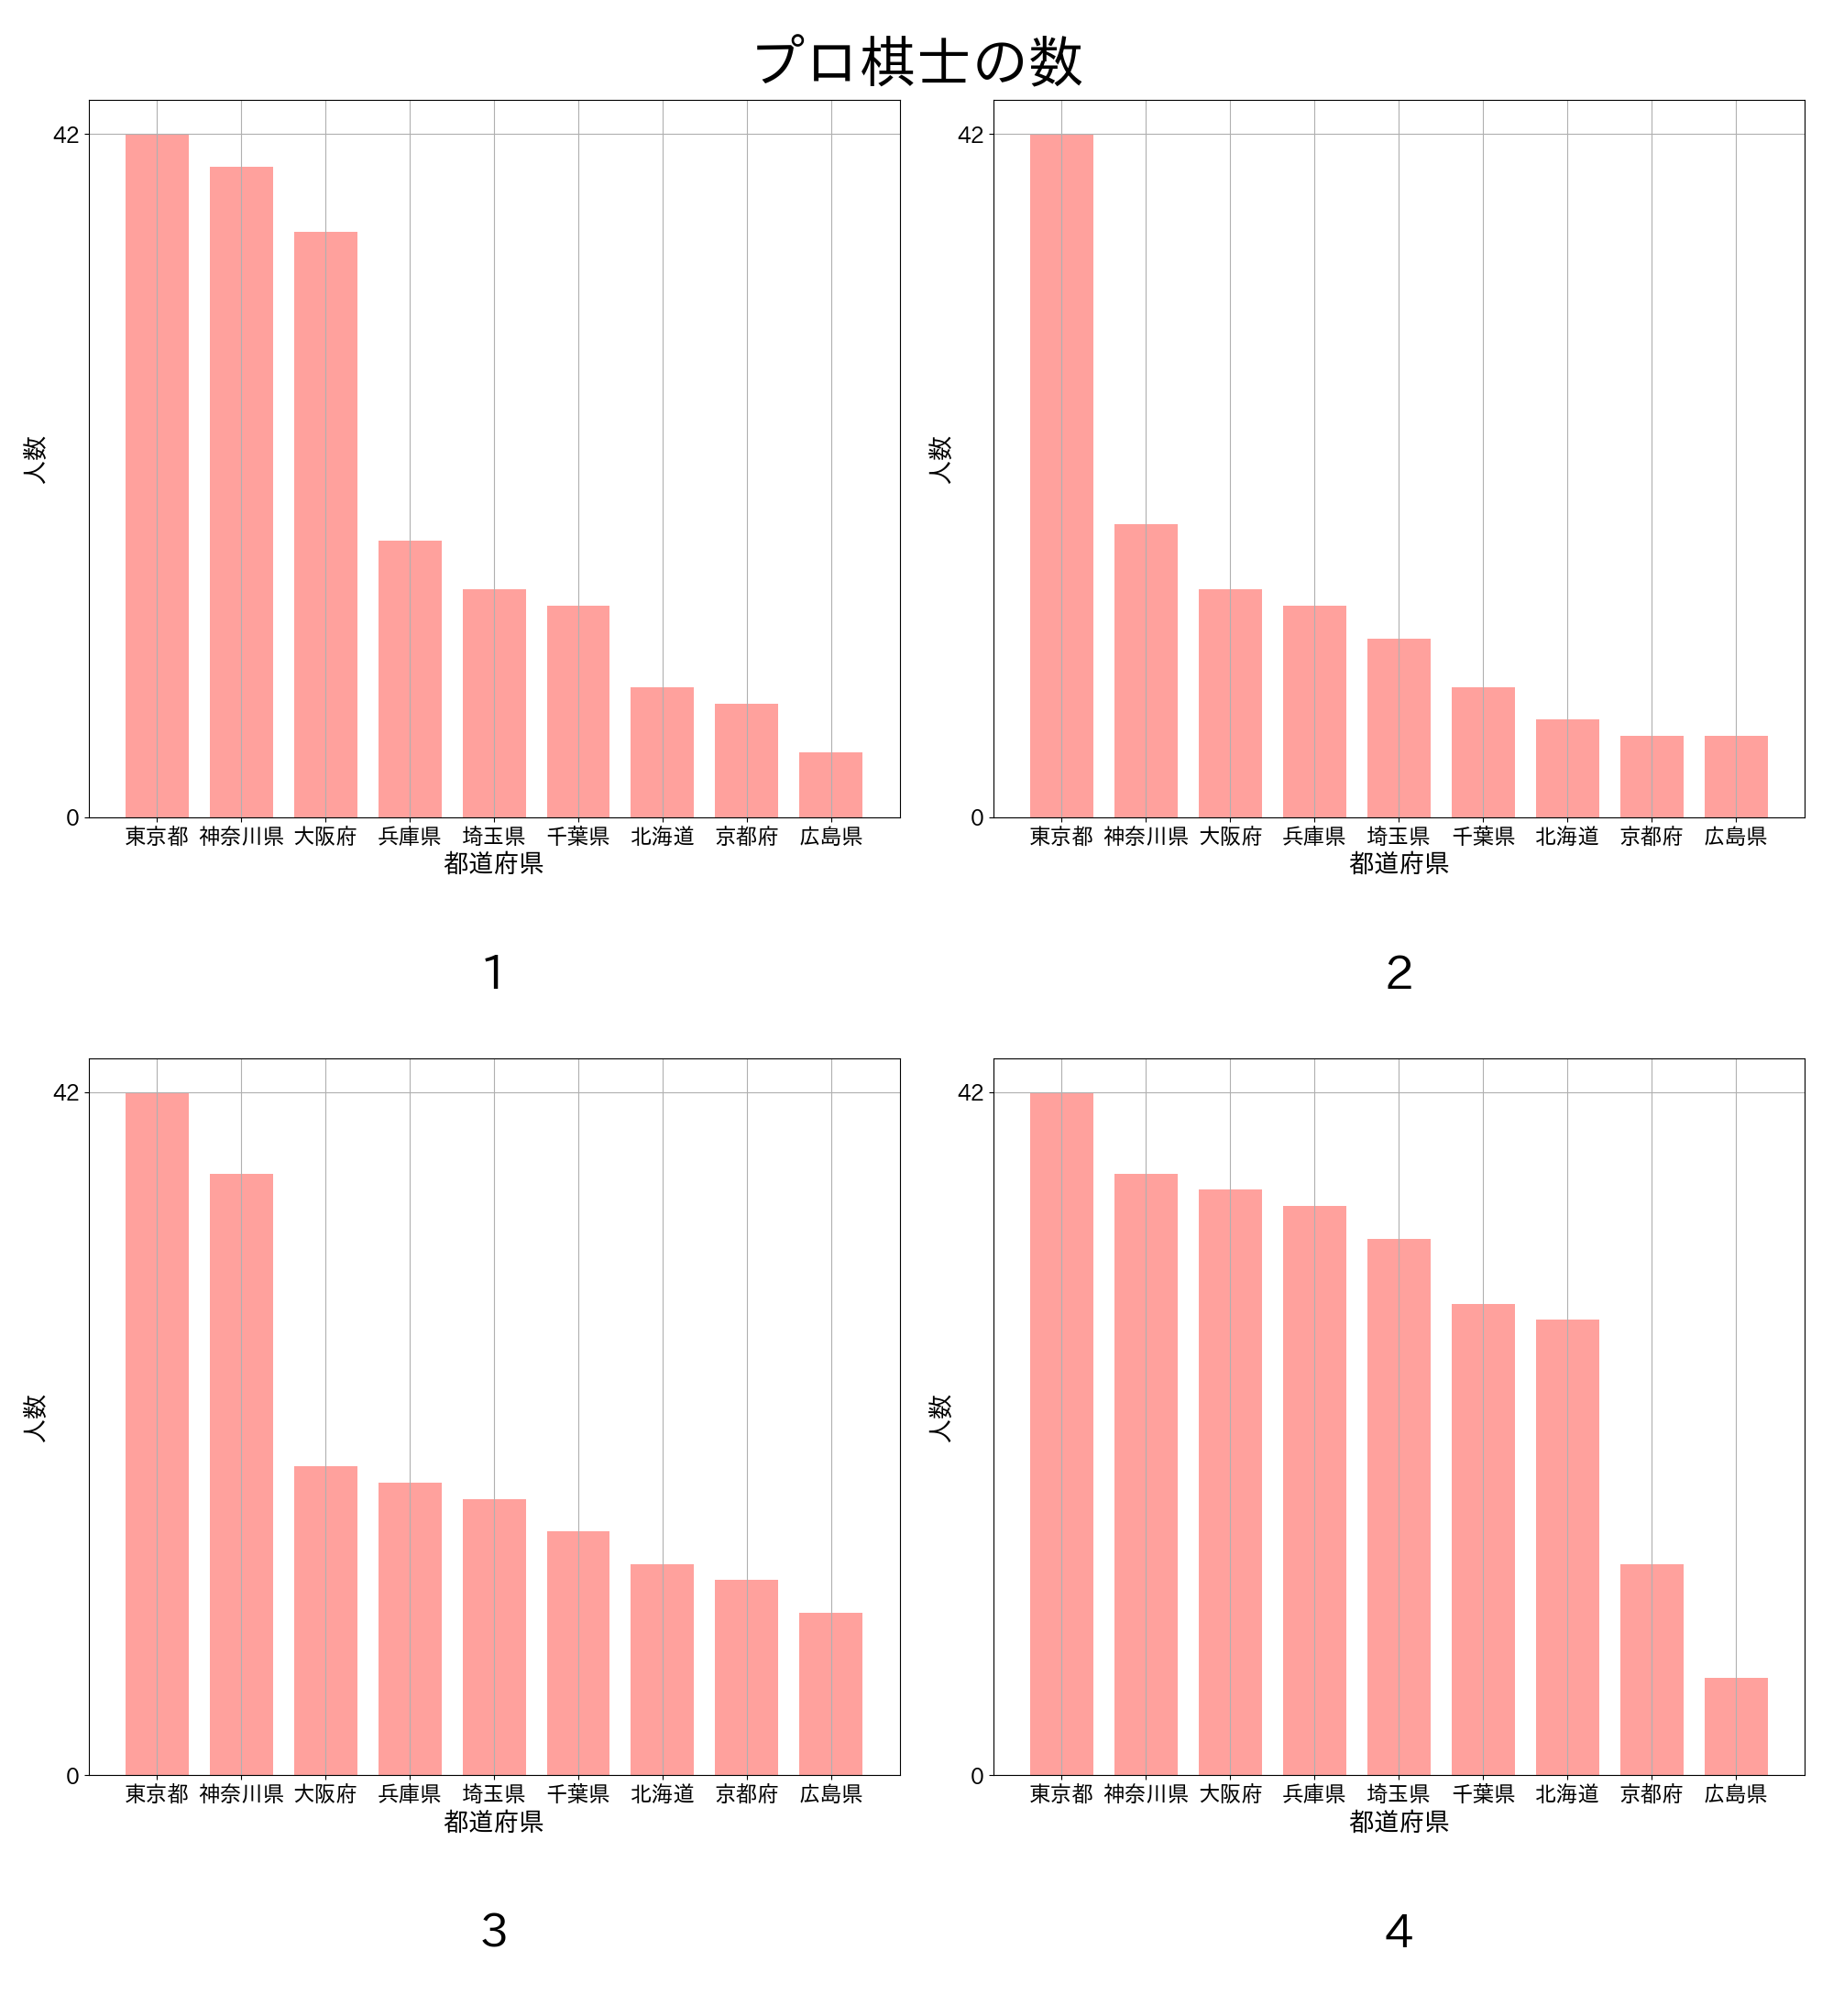 プロ棋士の数
42
0
人数
東京都 神奈川県 大阪府 兵庫県 埼玉県 千葉県 北海道 京都府 広島県
都道府県
1
42
0
人数
東京都 神奈川県 大阪府 兵庫県 埼玉県 千葉県 北海道 京都府 広島県
都道府県
2
42
0
人数
東京都 神奈川県 大阪府 兵庫県 埼玉県 千葉県 北海道 京都府 広島県
都道府県
3
42
0
人数
東京都 神奈川県 大阪府 兵庫県 埼玉県 千葉県 北海道 京都府 広島県
都道府県
4